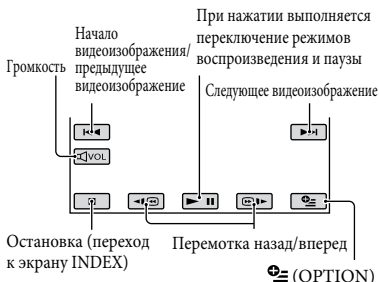 При нажатии выполняется
переключение режимов
воспроизведения и паузы
Начало
видеоизображения/
предыдущее
видеоизображение
Громкость
Следующее видеоизображение
VOL
Остановка (переход
к экрану INDEX)
Перемотка назад/вперед
(OPTION)